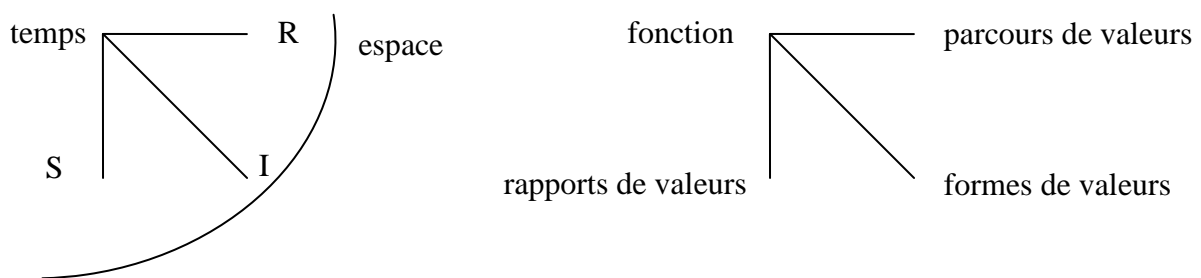 temps R espace
S I
fonction parcours de valeurs
rapports de valeurs formes de valeurs